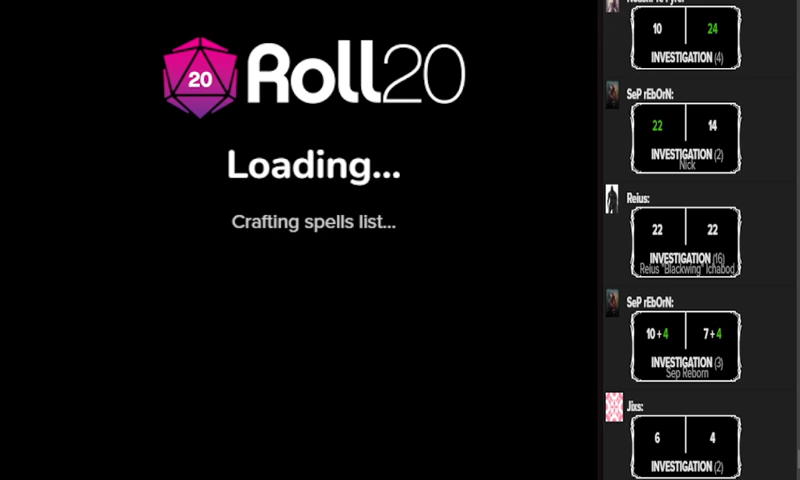 20
Roll20
Loading...
Crafting spells list...
10 24
INVESTIGATION (4)
SeP rEbOrN:
22 14
INVESTIGATION (2)
Nick
Reius:
22 22
INVESTIGATION (16)
Reius "Blackwing" Ichabod
SeP rEbOrN:
10+4 7+4
INVESTIGATION (3)
Sep Reborn
Jixs:
6 4
INVESTIGATION (2)